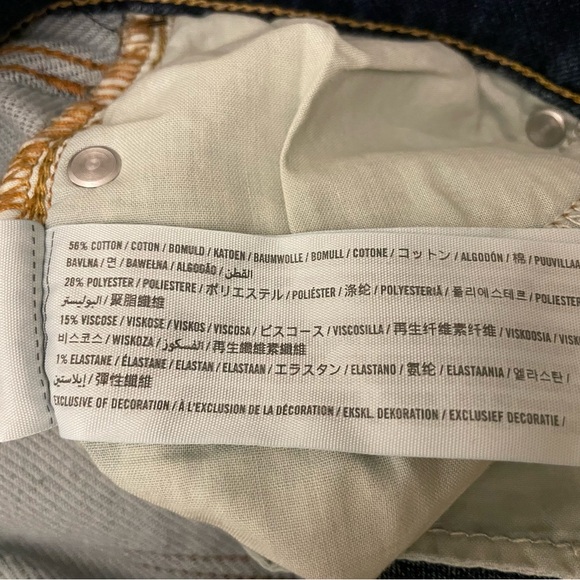 56% COTTON / COTON / BOMULD / KATOEN / BAUMWOLLE / BOMULL / COTONE / コットン / ALGODÓN / 棉 / PUUVILLA
BAVLNA / 면 / BAWEŁNA / ALGODÃO / القطن
28% POLYESTER / POLIESTERE / ポリエステル / POLIÉSTER / 涤纶 / POLYESTERIÄ / 폴리에스테르 / POLIESTER
البوليستر / 聚脂纖維
15% VISCOSE / VISKOSE / VISKOS / VISCOSA / ビスコース / VISCOSILLA / 再生纤维素纤维 / VISKOOSIA /
비스코스 / WISKOZA / الفسكوز / 再生纖維素纖維
1% ELASTANE / ÉLASTANE / ELASTAN / ELASTAAN / エラスタン / ELASTANO / 氨纶 / ELASTAANIA / 엘라스탄 /
إيلاستين / 彈性纖維
EXCLUSIVE OF DECORATION / À L'EXCLUSION DE LA DÉCORATION / EKSKL. DEKORATION / EXCLUSIEF DECORATIE /